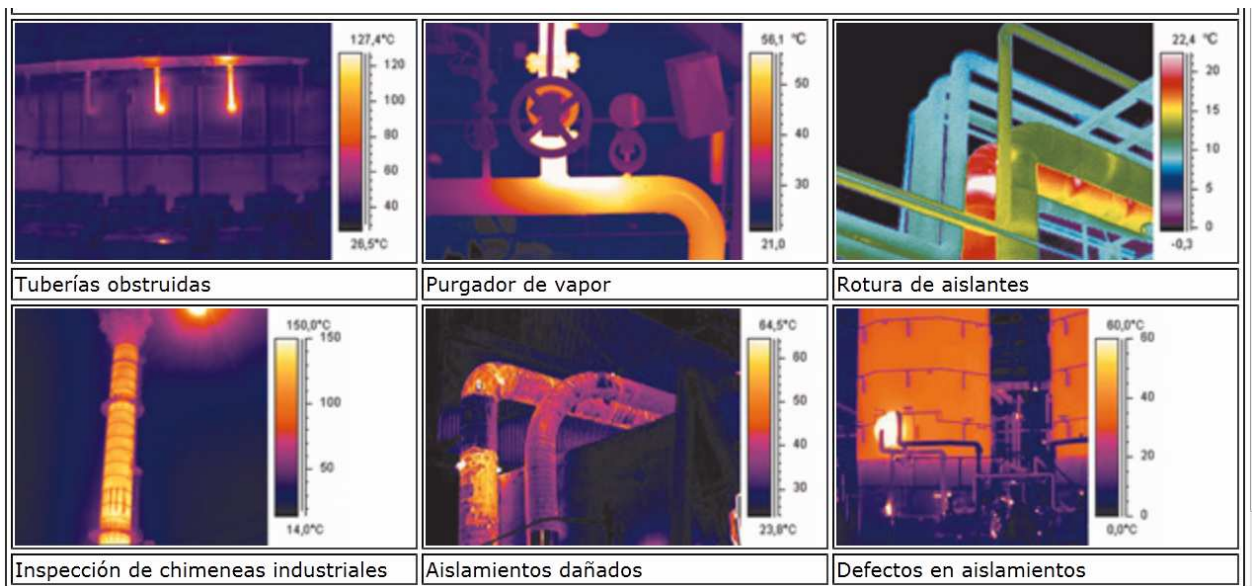 127,4°C
120
100
80
60
40
26,5°C
56,1 °C
50
40
30
21,0
22,4 °C
20
15
10
5
0
-0,3
Tuberías obstruidas
Purgador de vapor
Rotura de aislantes
150,0°C
150
100
50
14,0°C
64,5°C
60
50
40
30
23,8°C
60,0°C
60
40
20
0
0,0°C
Inspección de chimeneas industriales
Aislamientos dañados
Defectos en aislamientos